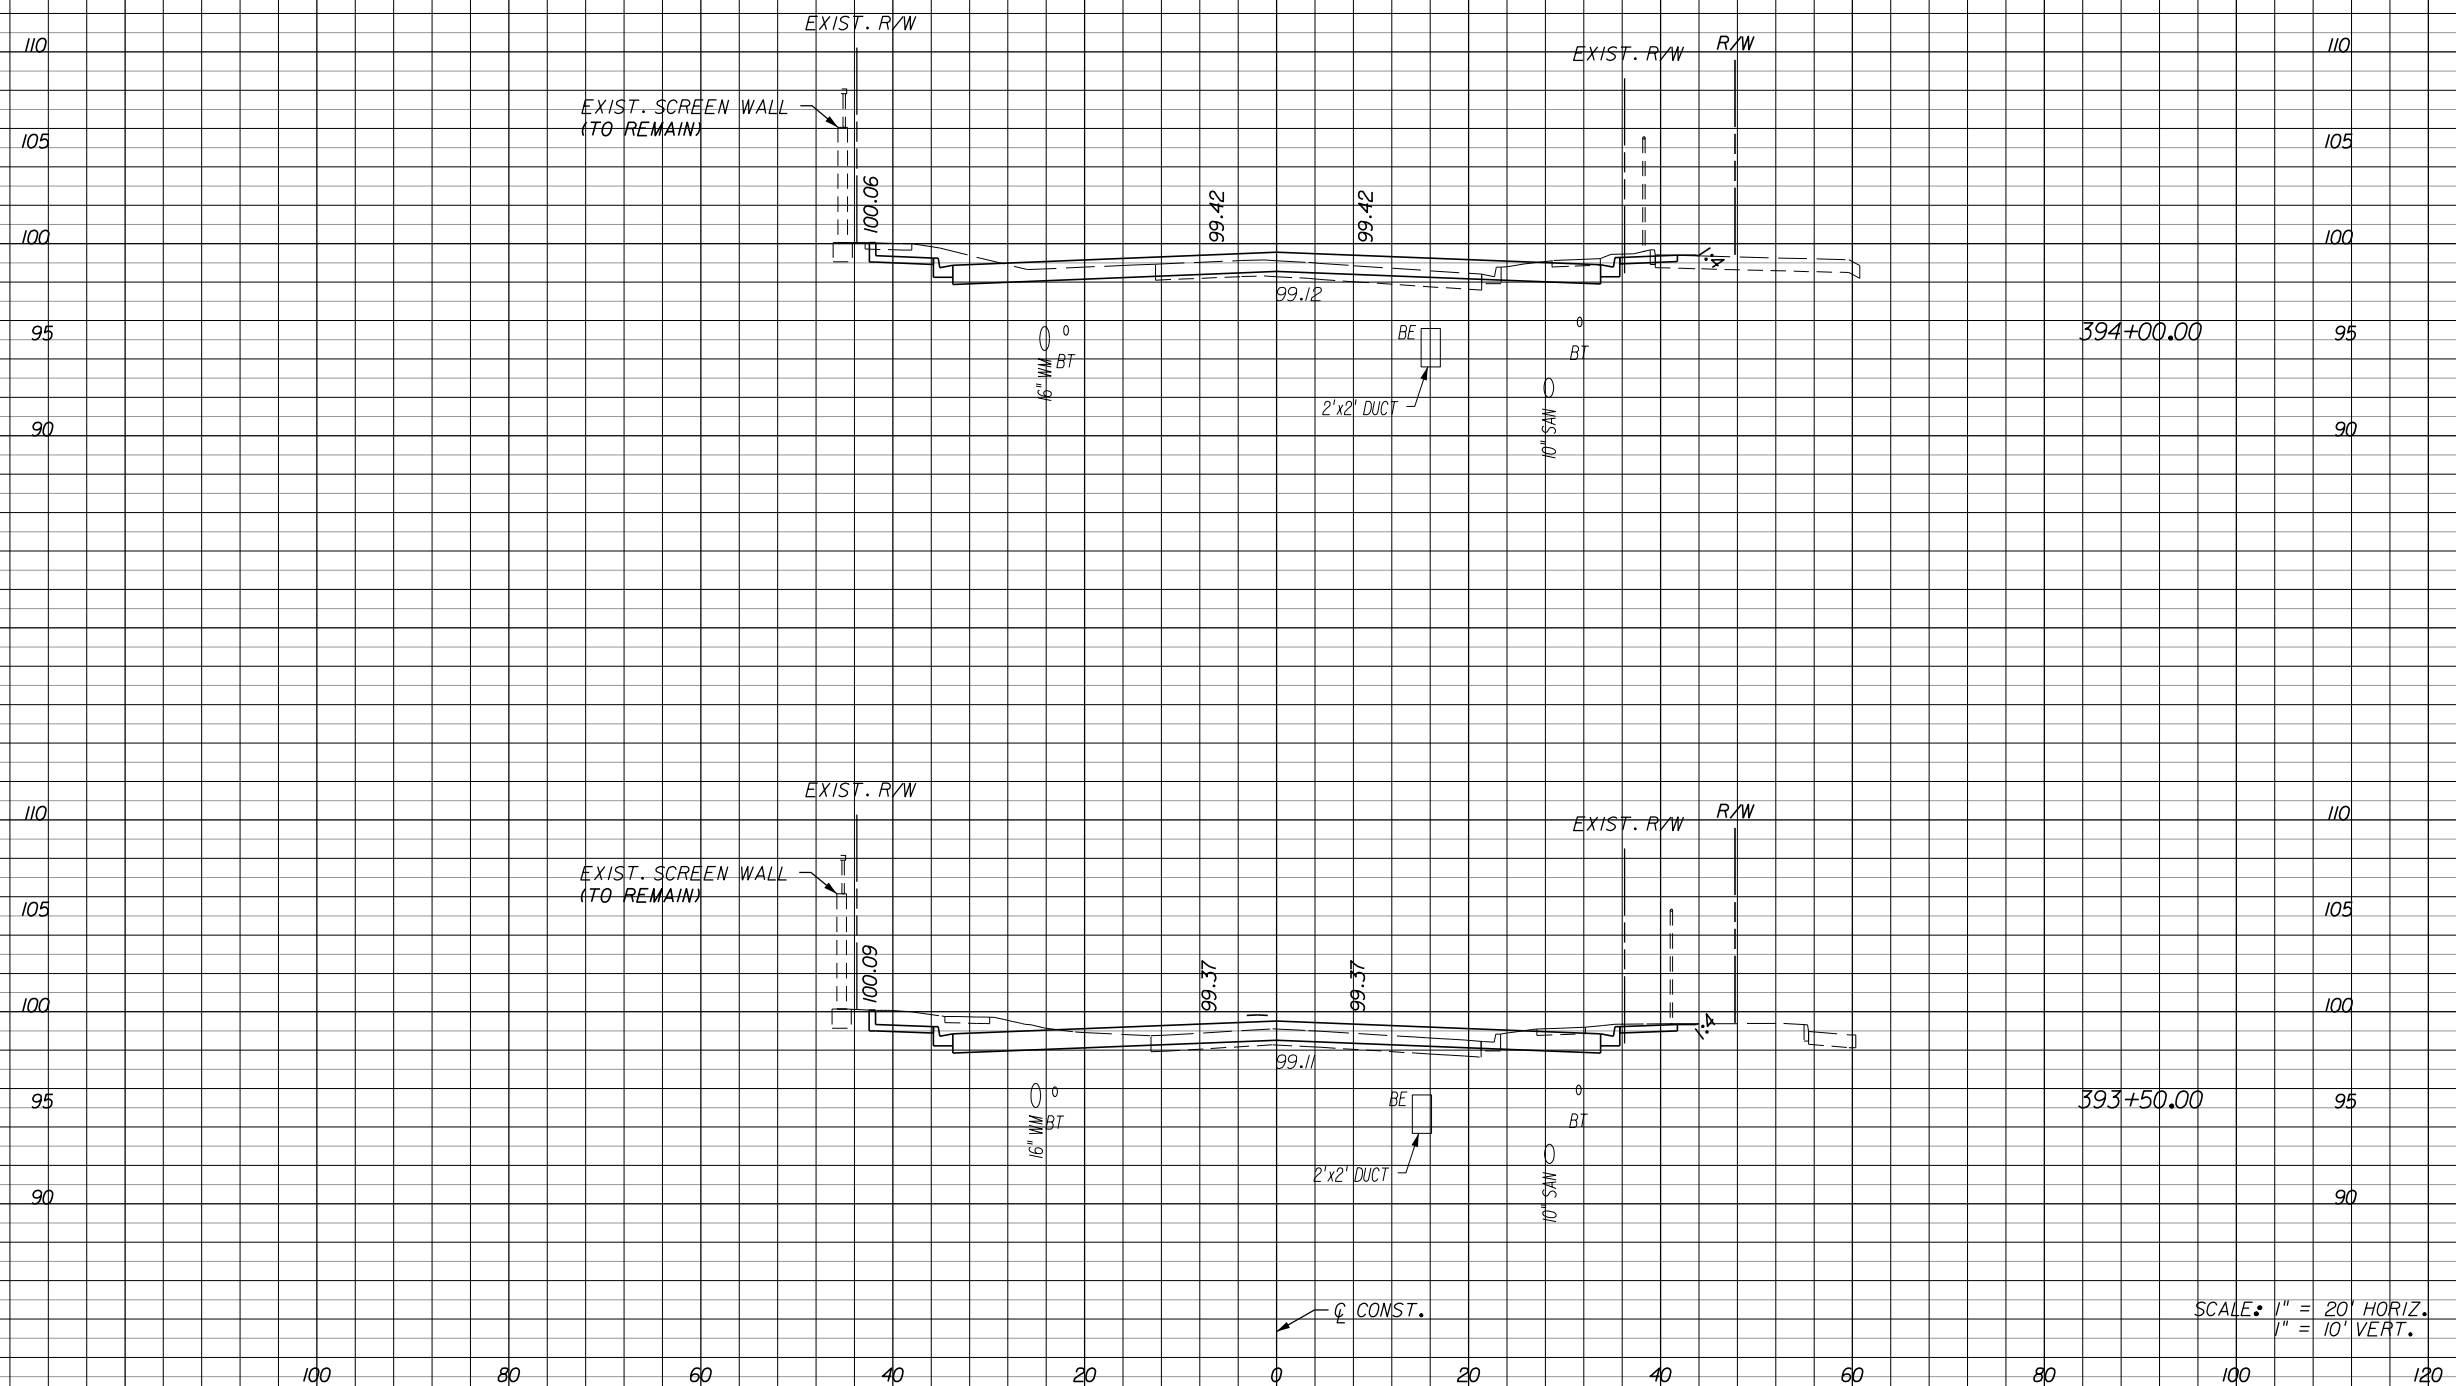 EXIST. R/W
110
EXIST. R/W
R/W
110
EXIST. SCREEN WALL
(TO REMAIN)
105
105
100.06
99.42
99.42
100
100
1:4
99.12
95
BT
16" WM
BE
2'x2' DUCT
BT
10" SAN
394+00.00
95
90
90
EXIST. R/W
110
EXIST. R/W
R/W
110
EXIST. SCREEN WALL
(TO REMAIN)
105
105
100.09
99.37
99.37
100
100
1:4
99.11
95
BT
16" WM
BE
2'x2' DUCT
BT
10" SAN
393+50.00
95
90
90
℄ CONST.
SCALE: 1" = 20' HORIZ.
1" = 10' VERT.
100 80 60 40 20 0 20 40 60 80 100 120